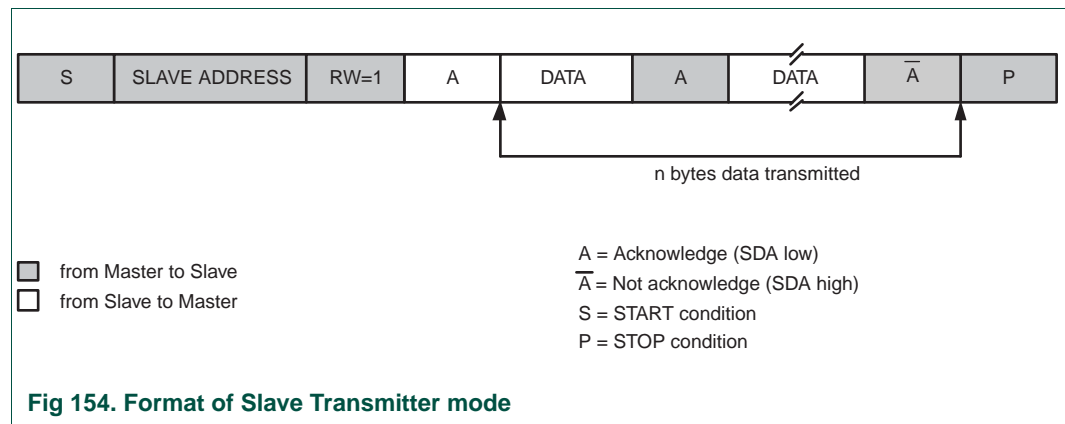 S SLAVE ADDRESS RW=1 A DATA A DATA A̅ P
n bytes data transmitted
from Master to Slave
from Slave to Master
A = Acknowledge (SDA low)
A̅ = Not acknowledge (SDA high)
S = START condition
P = STOP condition
Fig 154. Format of Slave Transmitter mode